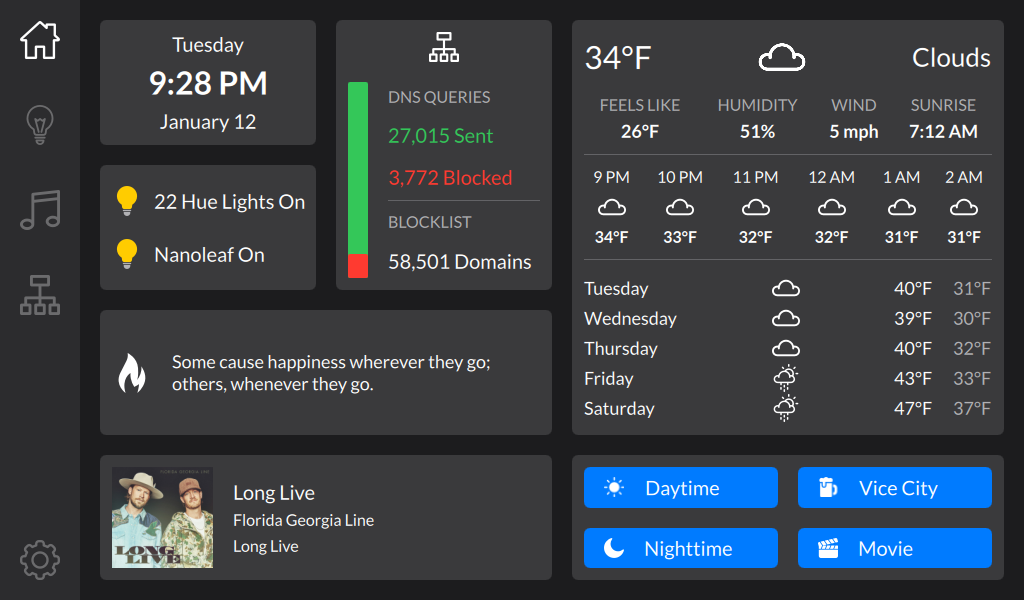 Tuesday
9:28 PM
January 12
22 Hue Lights On
Nanoleaf On
DNS QUERIES
27,015 Sent
3,772 Blocked
BLOCKLIST
58,501 Domains
34°F Clouds
FEELS LIKE HUMIDITY WIND SUNRISE
26°F 51% 5 mph 7:12 AM
9 PM 10 PM 11 PM 12 AM 1 AM 2 AM
34°F 33°F 32°F 32°F 31°F 31°F
Tuesday 40°F 31°F
Wednesday 39°F 30°F
Thursday 40°F 32°F
Friday 43°F 33°F
Saturday 47°F 37°F
Some cause happiness wherever they go;
others, whenever they go.
FLORIDA GEORGIA LINE
LONG
LIVE
Long Live
Florida Georgia Line
Long Live
Daytime Vice City
Nighttime Movie